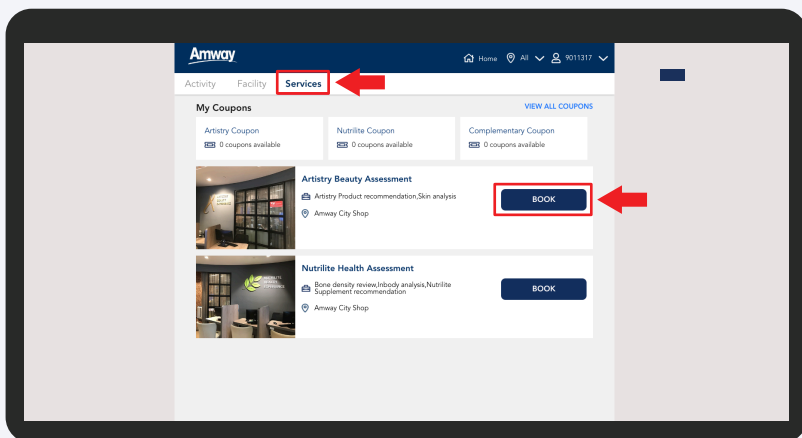 Amway
Home All 9011317
Activity Facility Services
My Coupons VIEW ALL COUPONS
Artistry Coupon
0 coupons available
Nutrilite Coupon
0 coupons available
Complementary Coupon
0 coupons available
Artistry Beauty Assessment
Artistry Product recommendation,Skin analysis
Amway City Shop
BOOK
Nutrilite Health Assessment
Bone density review,Inbody analysis,Nutrilite
Supplement recommendation
Amway City Shop
BOOK